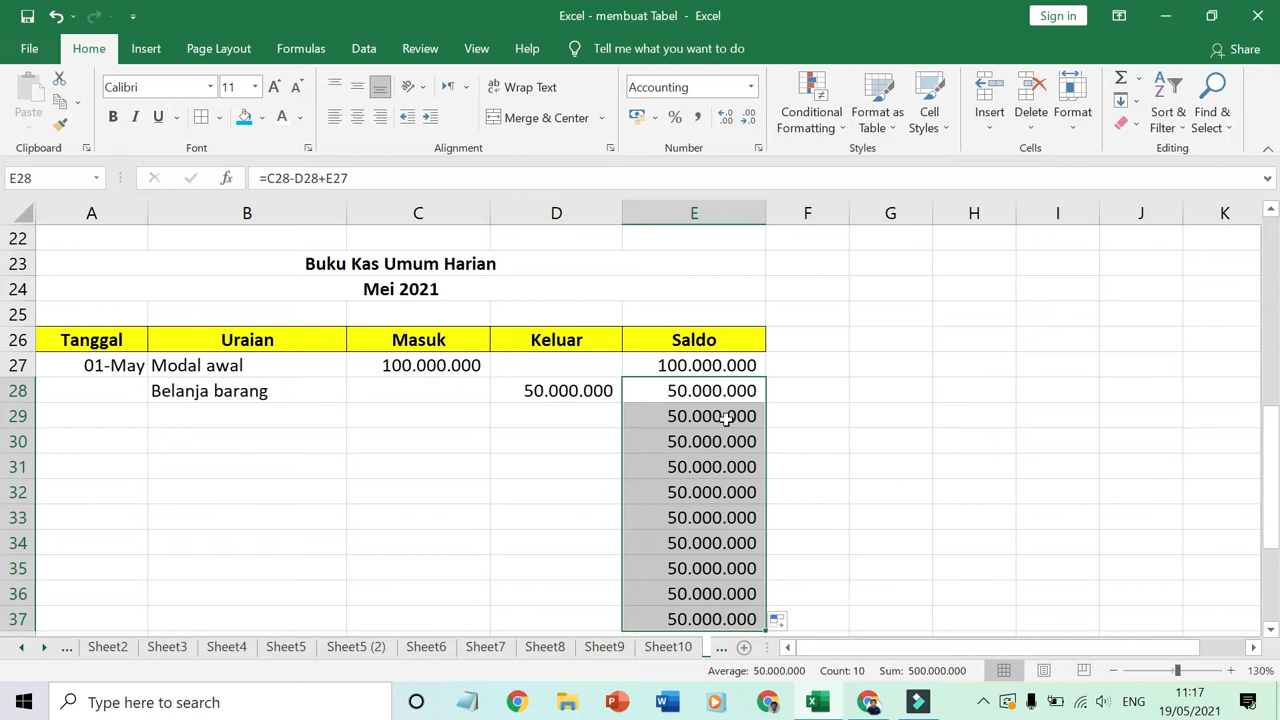 Excel - membuat Tabel - Excel
Sign in
File Home Insert Page Layout Formulas Data Review View Help Tell me what you want to do Share
Paste
Clipboard
Calibri 11
B I U
Font
Wrap Text
Merge & Center
Alignment
Accounting
%
Number
Conditional Formatting
Format as Table
Cell Styles
Styles
Insert
Delete
Format
Cells
Sort & Filter
Find & Select
Editing
E28
fx =C28-D28+E27
A B C D E F G H I J K
22
23 Buku Kas Umum Harian
24 Mei 2021
25
26 Tanggal Uraian Masuk Keluar Saldo
27 01-May Modal awal 100.000.000 100.000.000
28 Belanja barang 50.000.000 50.000.000
29 50.000.000
30 50.000.000
31 50.000.000
32 50.000.000
33 50.000.000
34 50.000.000
35 50.000.000
36 50.000.000
37 50.000.000
... Sheet2 Sheet3 Sheet4 Sheet5 Sheet5 (2) Sheet6 Sheet7 Sheet8 Sheet9 Sheet10 ...
Average: 50.000.000 Count: 10 Sum: 500.000.000 130%
Type here to search
ENG
11:17
19/05/2021